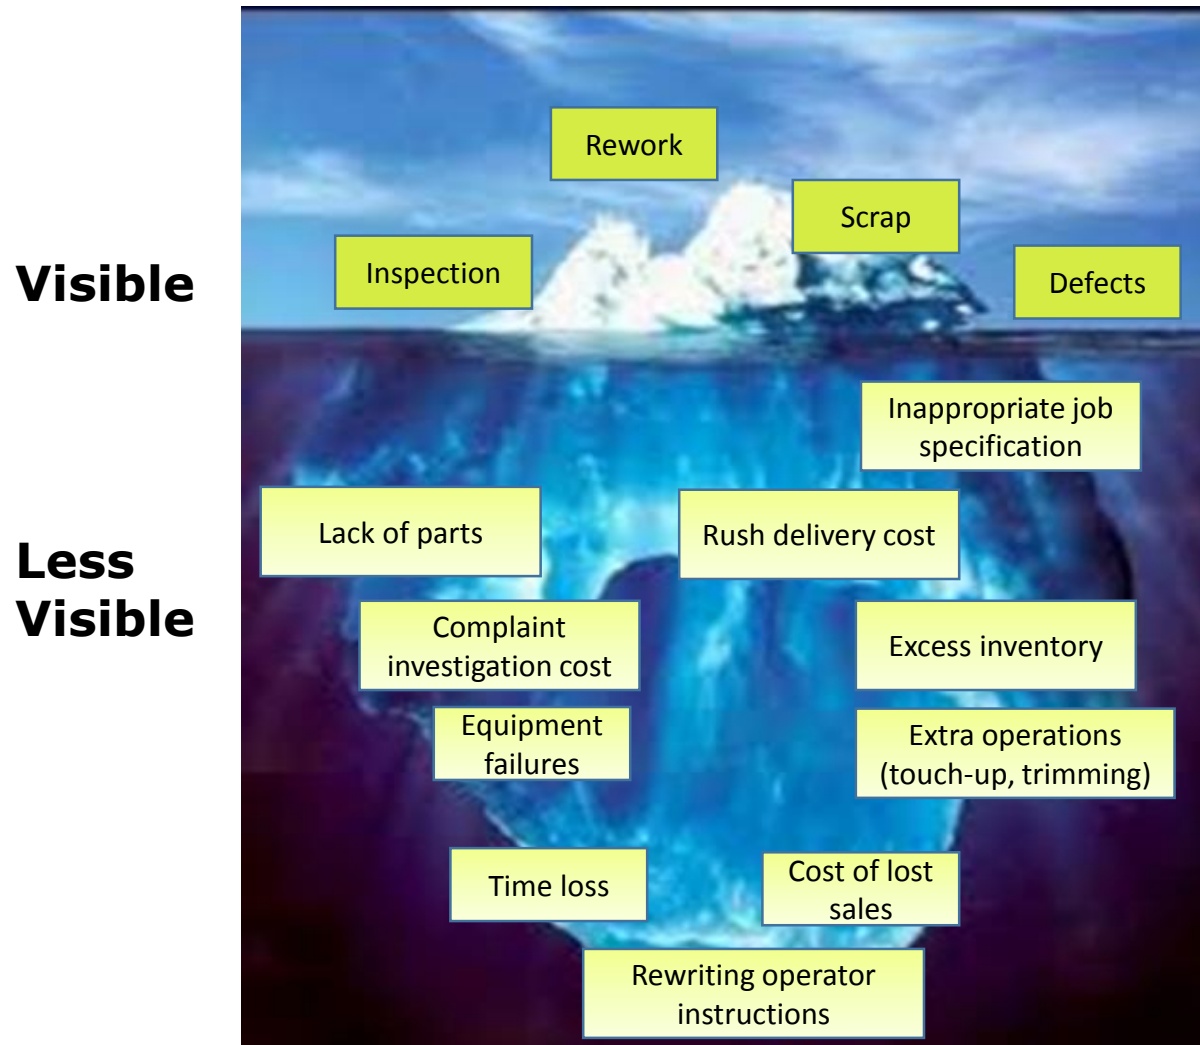 Rework
Scrap
Inspection
Defects
Visible
Inappropriate job
specification
Lack of parts
Rush delivery cost
Less
Visible
Complaint
investigation cost
Excess inventory
Equipment
failures
Extra operations
(touch-up, trimming)
Time loss
Cost of lost
sales
Rewriting operator
instructions